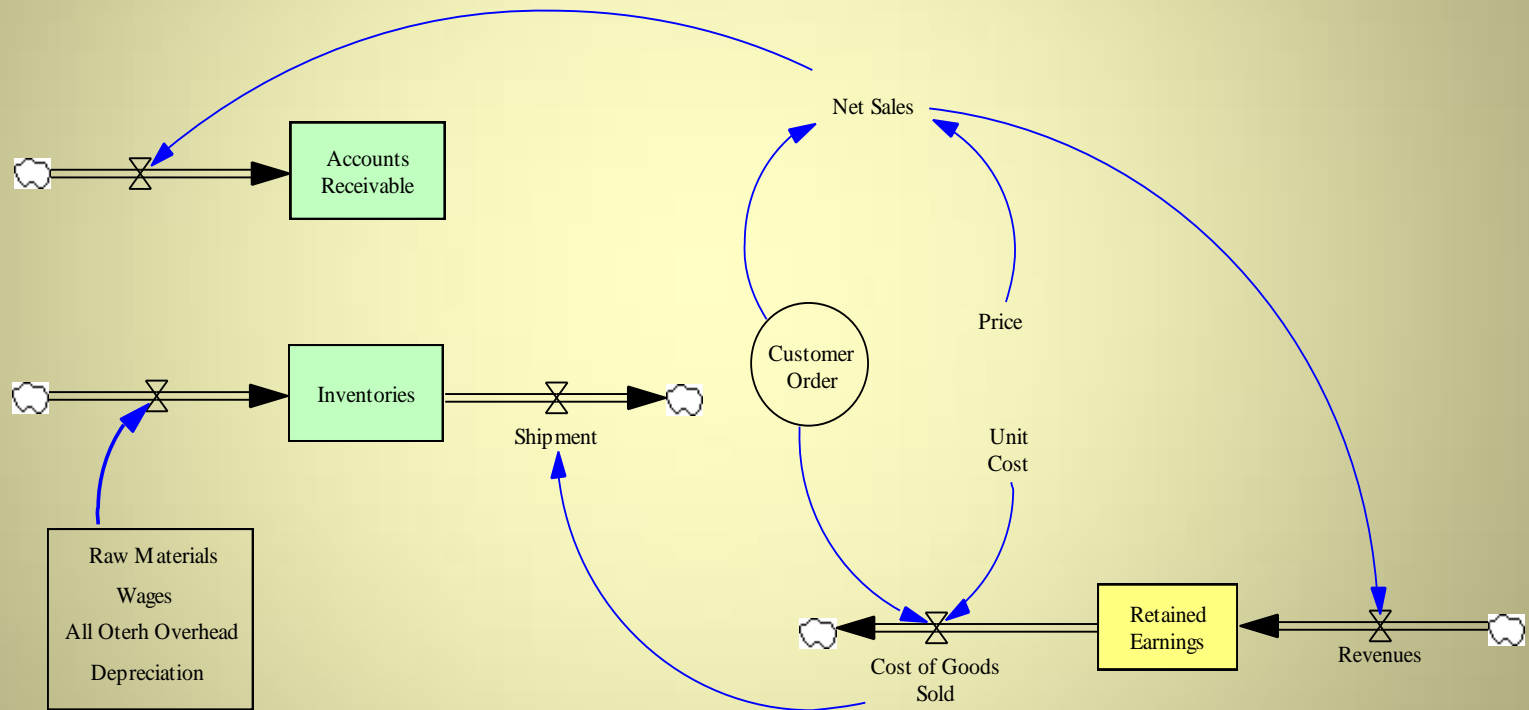 Net Sales
Accounts
Receivable
Price
Customer
Order
Inventories
Shipment
Unit
Cost
Raw Materials
Wages
All Oterh Overhead
Depreciation
Retained
Earnings
Revenues
Cost of Goods
Sold